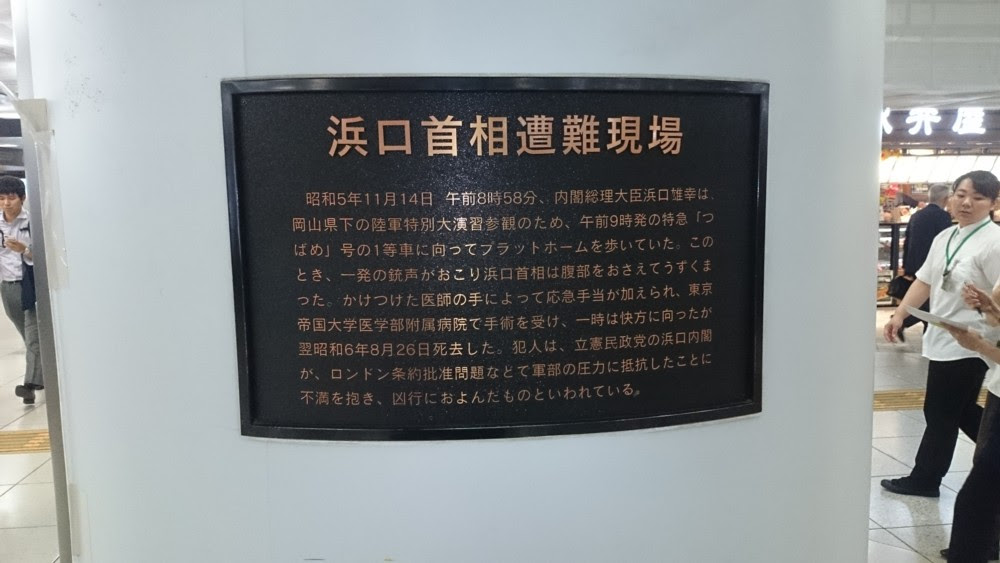 浜口首相遭難現場
昭和5年11月14日 午前8時58分、内閣総理大臣浜口雄幸は、
岡山県下の陸軍特別大演習参観のため、午前9時発の特急「つ
ばめ」号の1等車に向ってプラットホームを歩いていた。この
とき、一発の銃声がおこり浜口首相は腹部をおさえてうずくま
った。かけつけた医師の手によって応急手当が加えられ、東京
帝国大学医学部附属病院で手術を受け、一時は快方に向ったが
翌昭和6年8月26日死去した。犯人は、立憲民政党の浜口内閣
が、ロンドン条約批准問題などで軍部の圧力に抵抗したことに
不満を抱き、凶行におよんだものといわれている。
弁屋